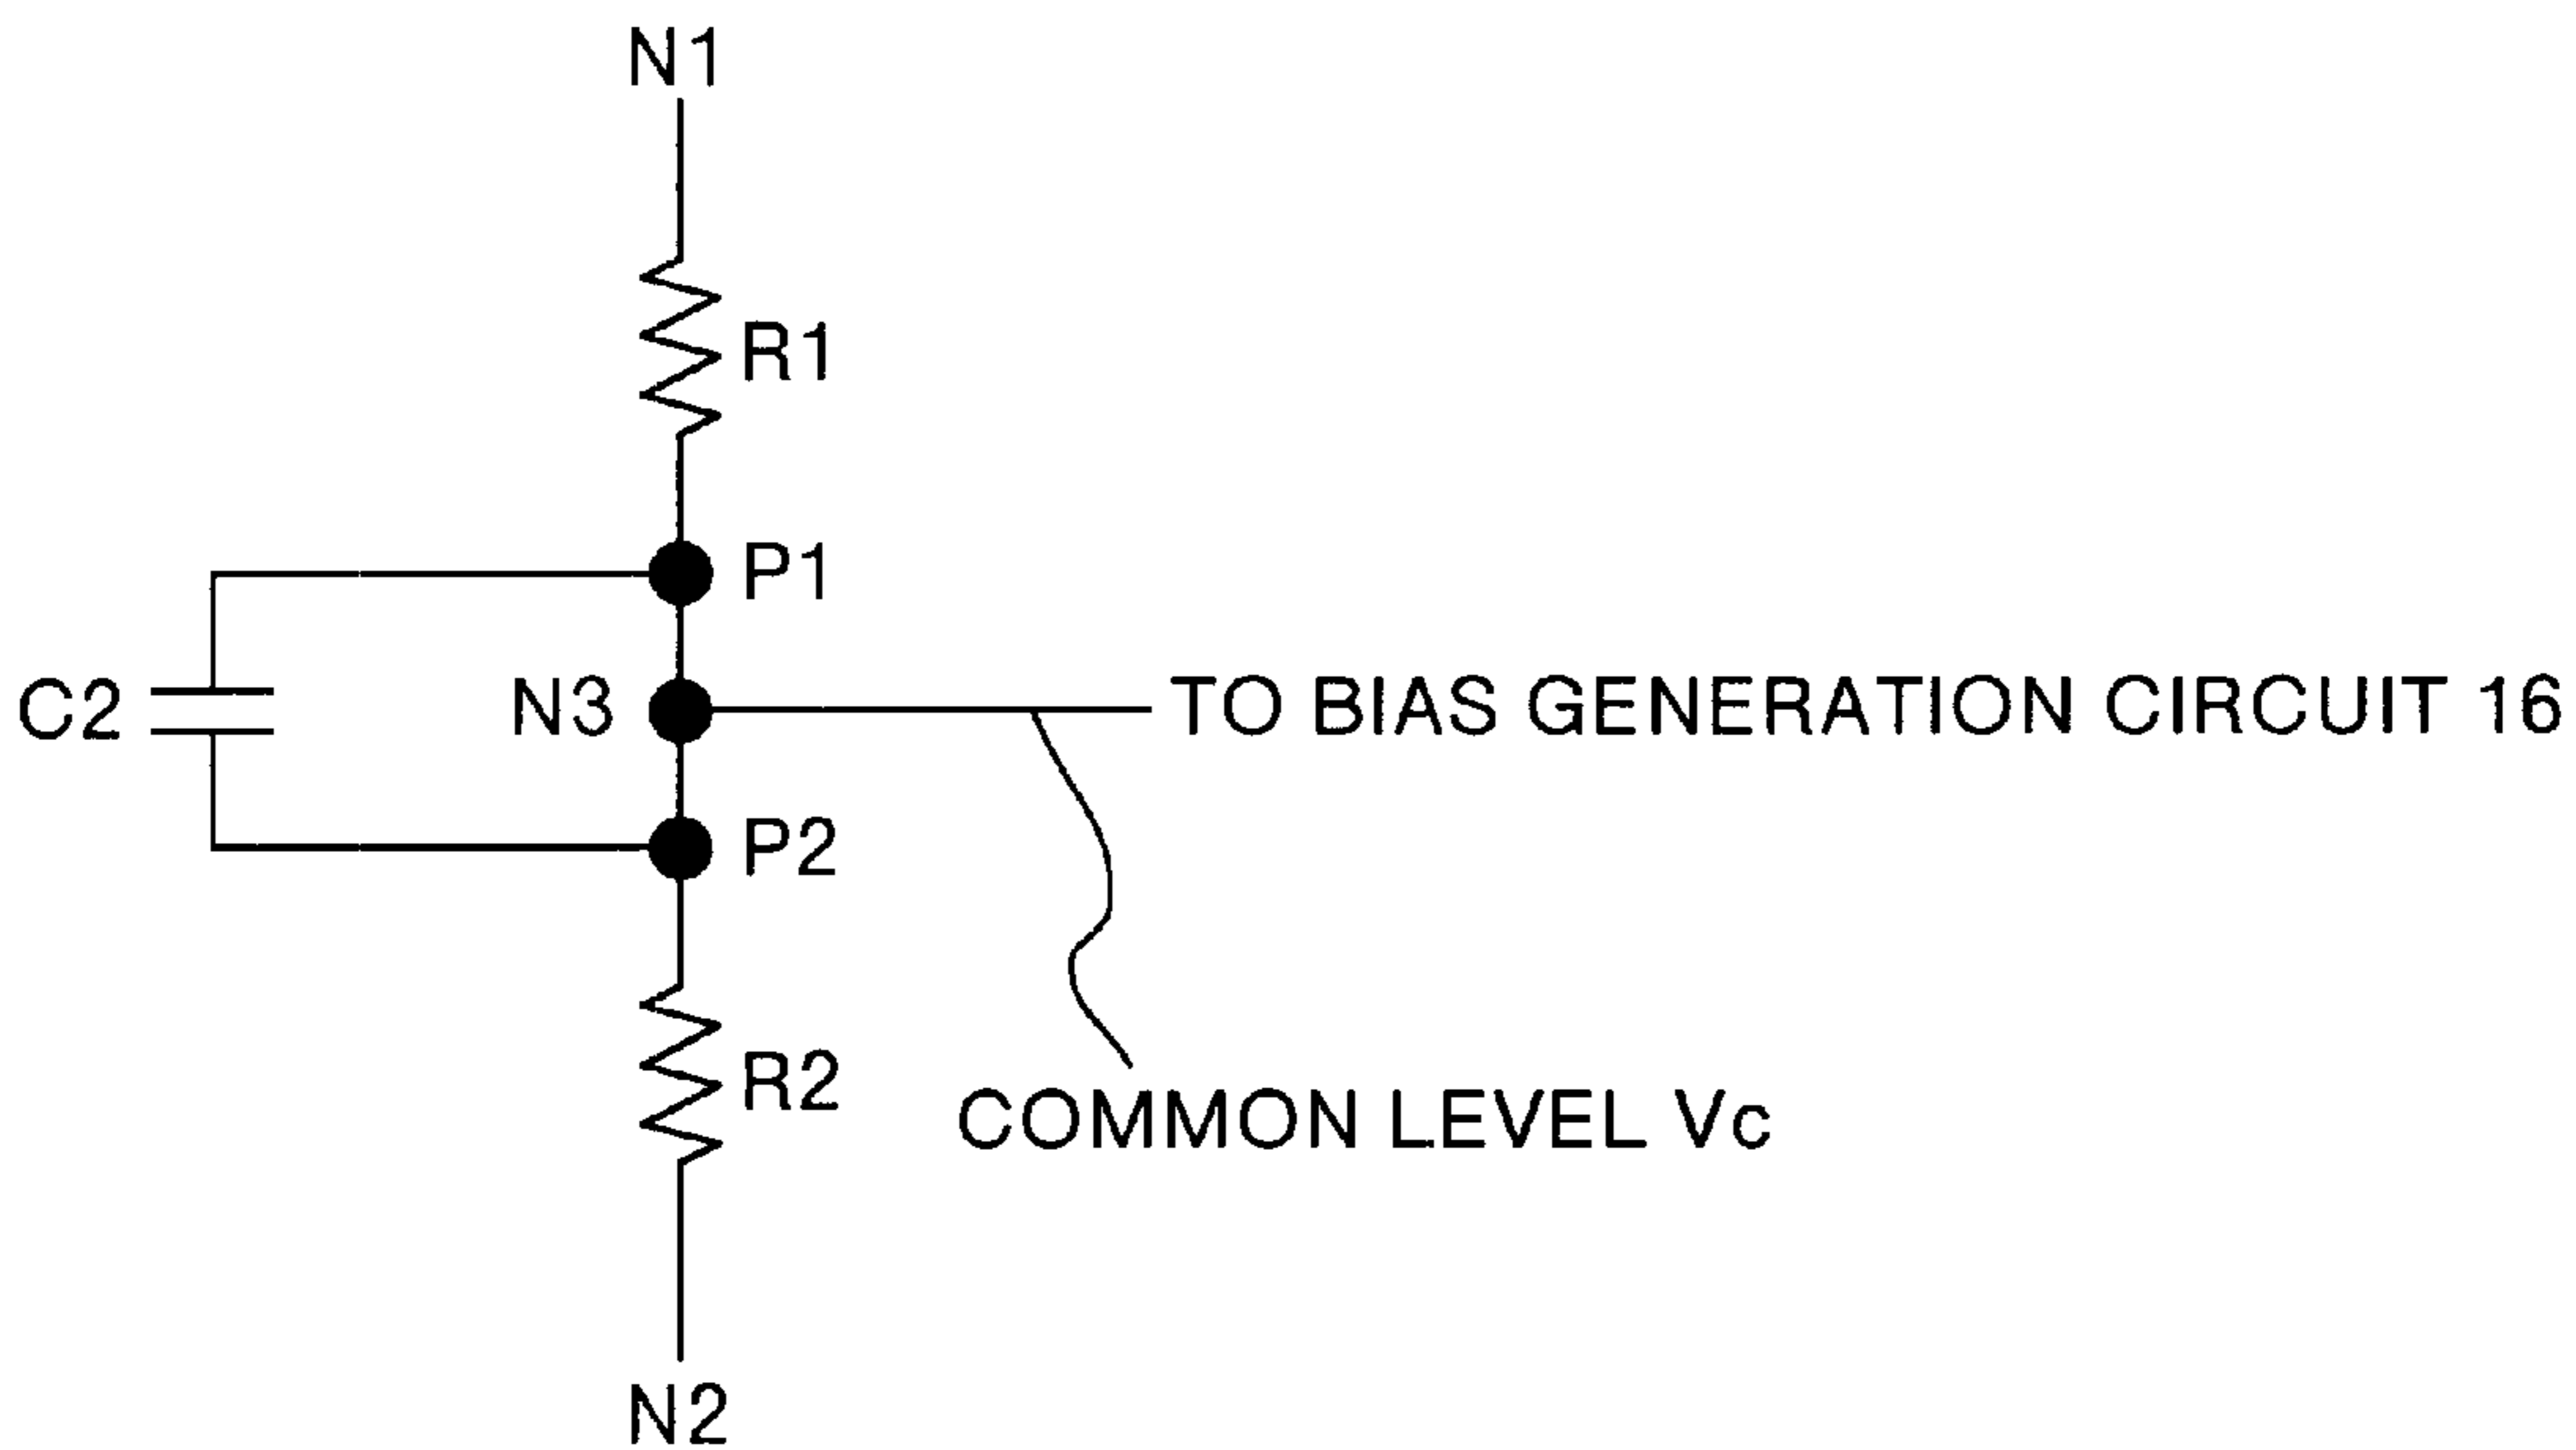 N1
R1
P1
C2
N3
TO BIAS GENERATION CIRCUIT 16
P2
R2
COMMON LEVEL Vc
N2